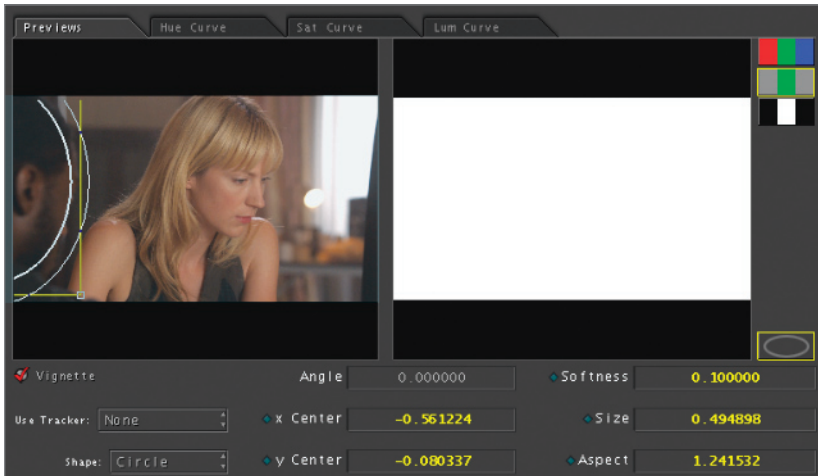 Previews Hue Curve Sat Curve Lum Curve
Vignette Angle 0.000000 Softness 0.100000
Use Tracker: None x Center -0.561224 Size 0.494898
Shape: Circle y Center -0.080337 Aspect 1.241532